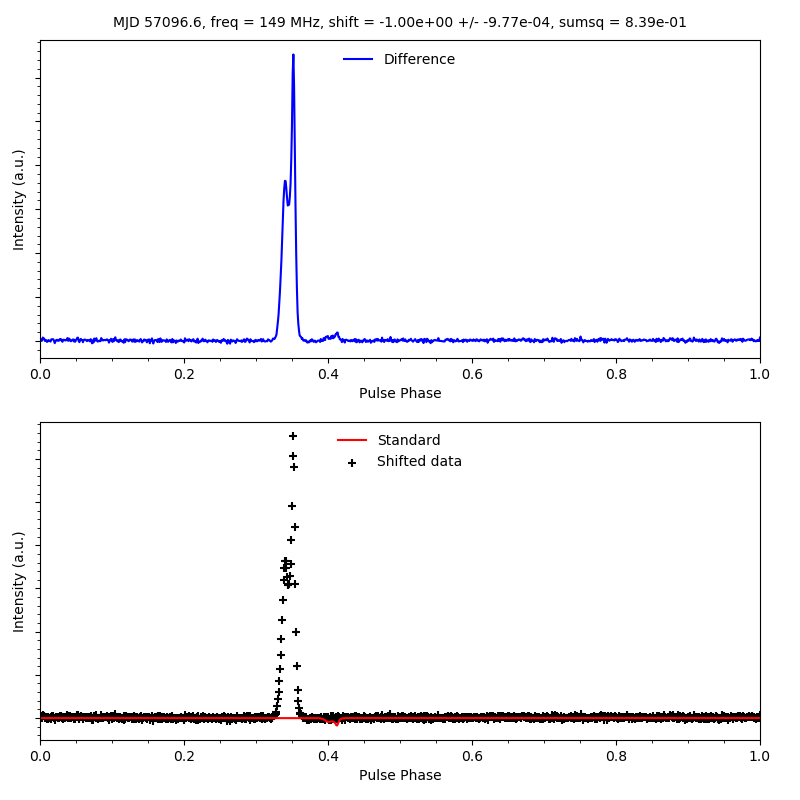 MJD 57096.6, freq = 149 MHz, shift = -1.00e+00 +/- -9.77e-04, sumsq = 8.39e-01
Difference
Intensity (a.u.)
0.0 0.2 0.4 0.6 0.8 1.0
Pulse Phase
Standard
Shifted data
Intensity (a.u.)
0.0 0.2 0.4 0.6 0.8 1.0
Pulse Phase